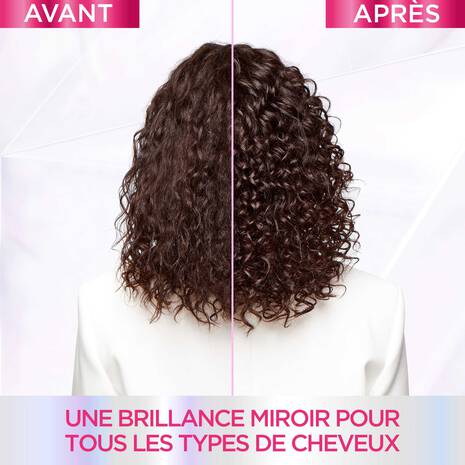 AVANT
APRÈS
UNE BRILLANCE MIROIR POUR
TOUS LES TYPES DE CHEVEUX